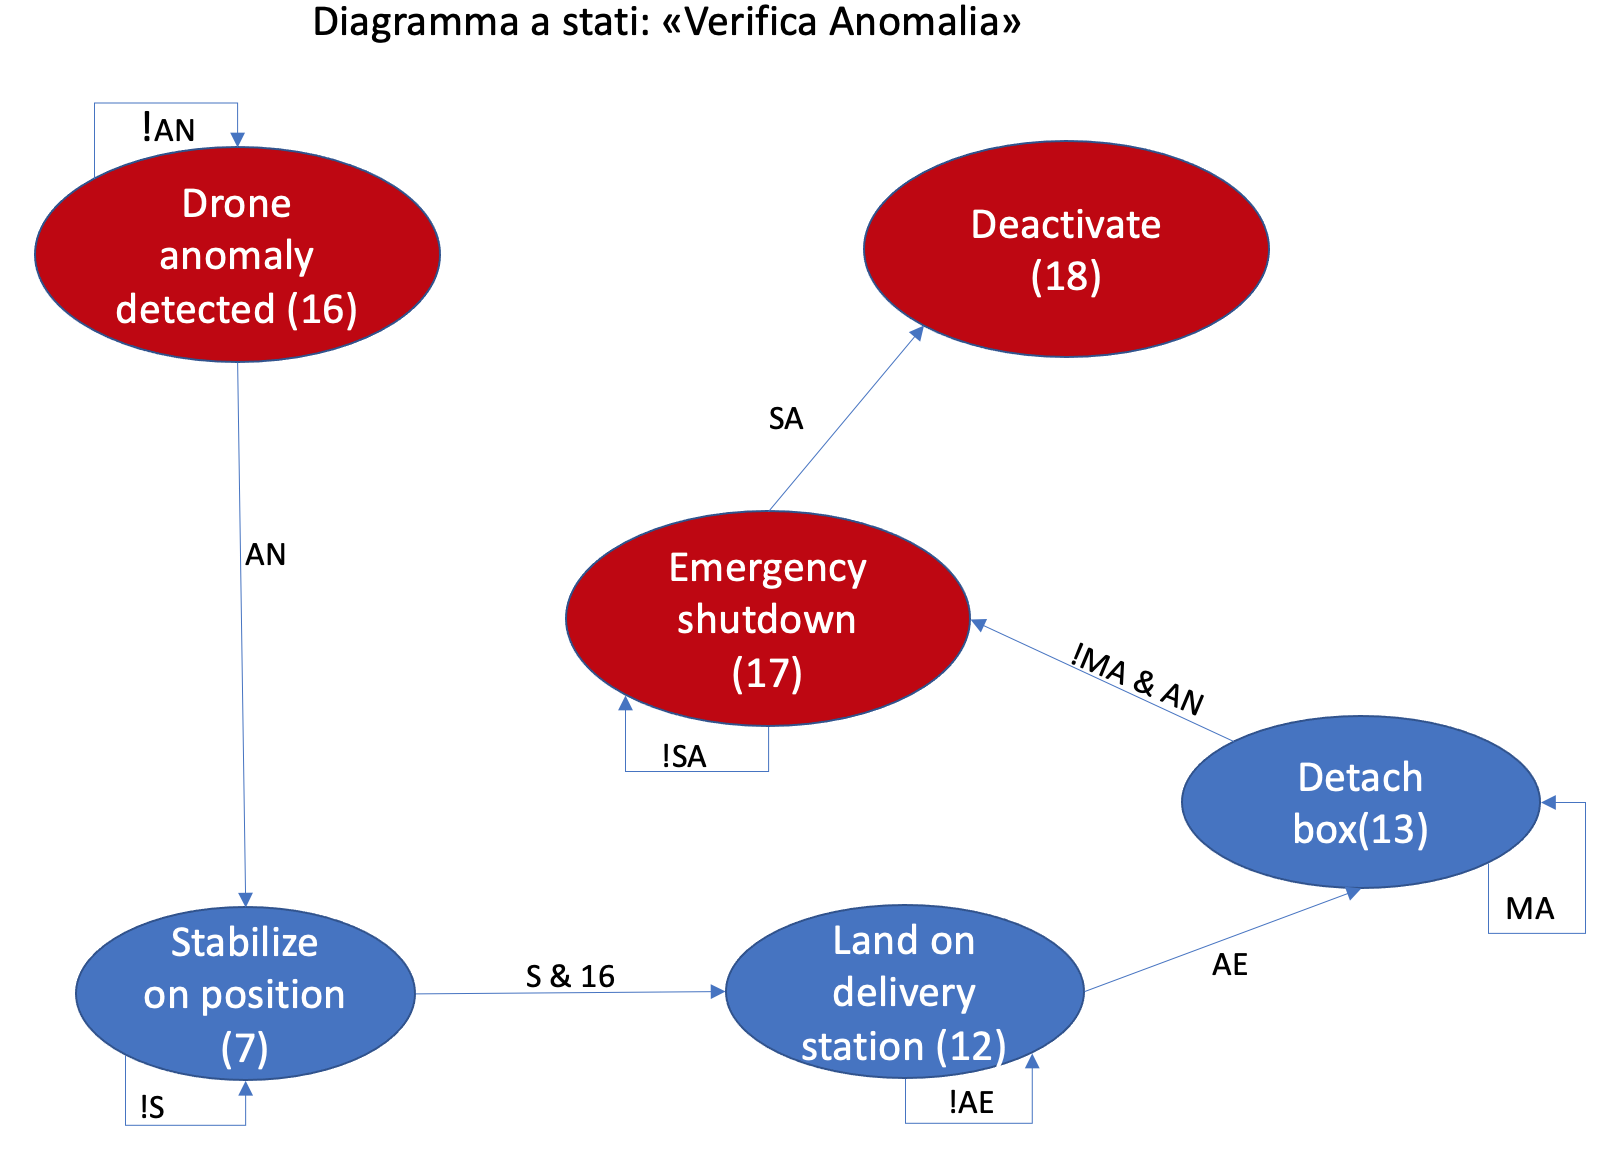 Diagramma a stati: «Verifica Anomalia»
!AN
Drone
anomaly
detected (16)
Deactivate
(18)
SA
AN
Emergency
shutdown
(17)
!SA
!MA & AN
Detach
box(13)
MA
Stabilize
on position
(7)
!S
S & 16
Land on
delivery
station (12)
!AE
AE